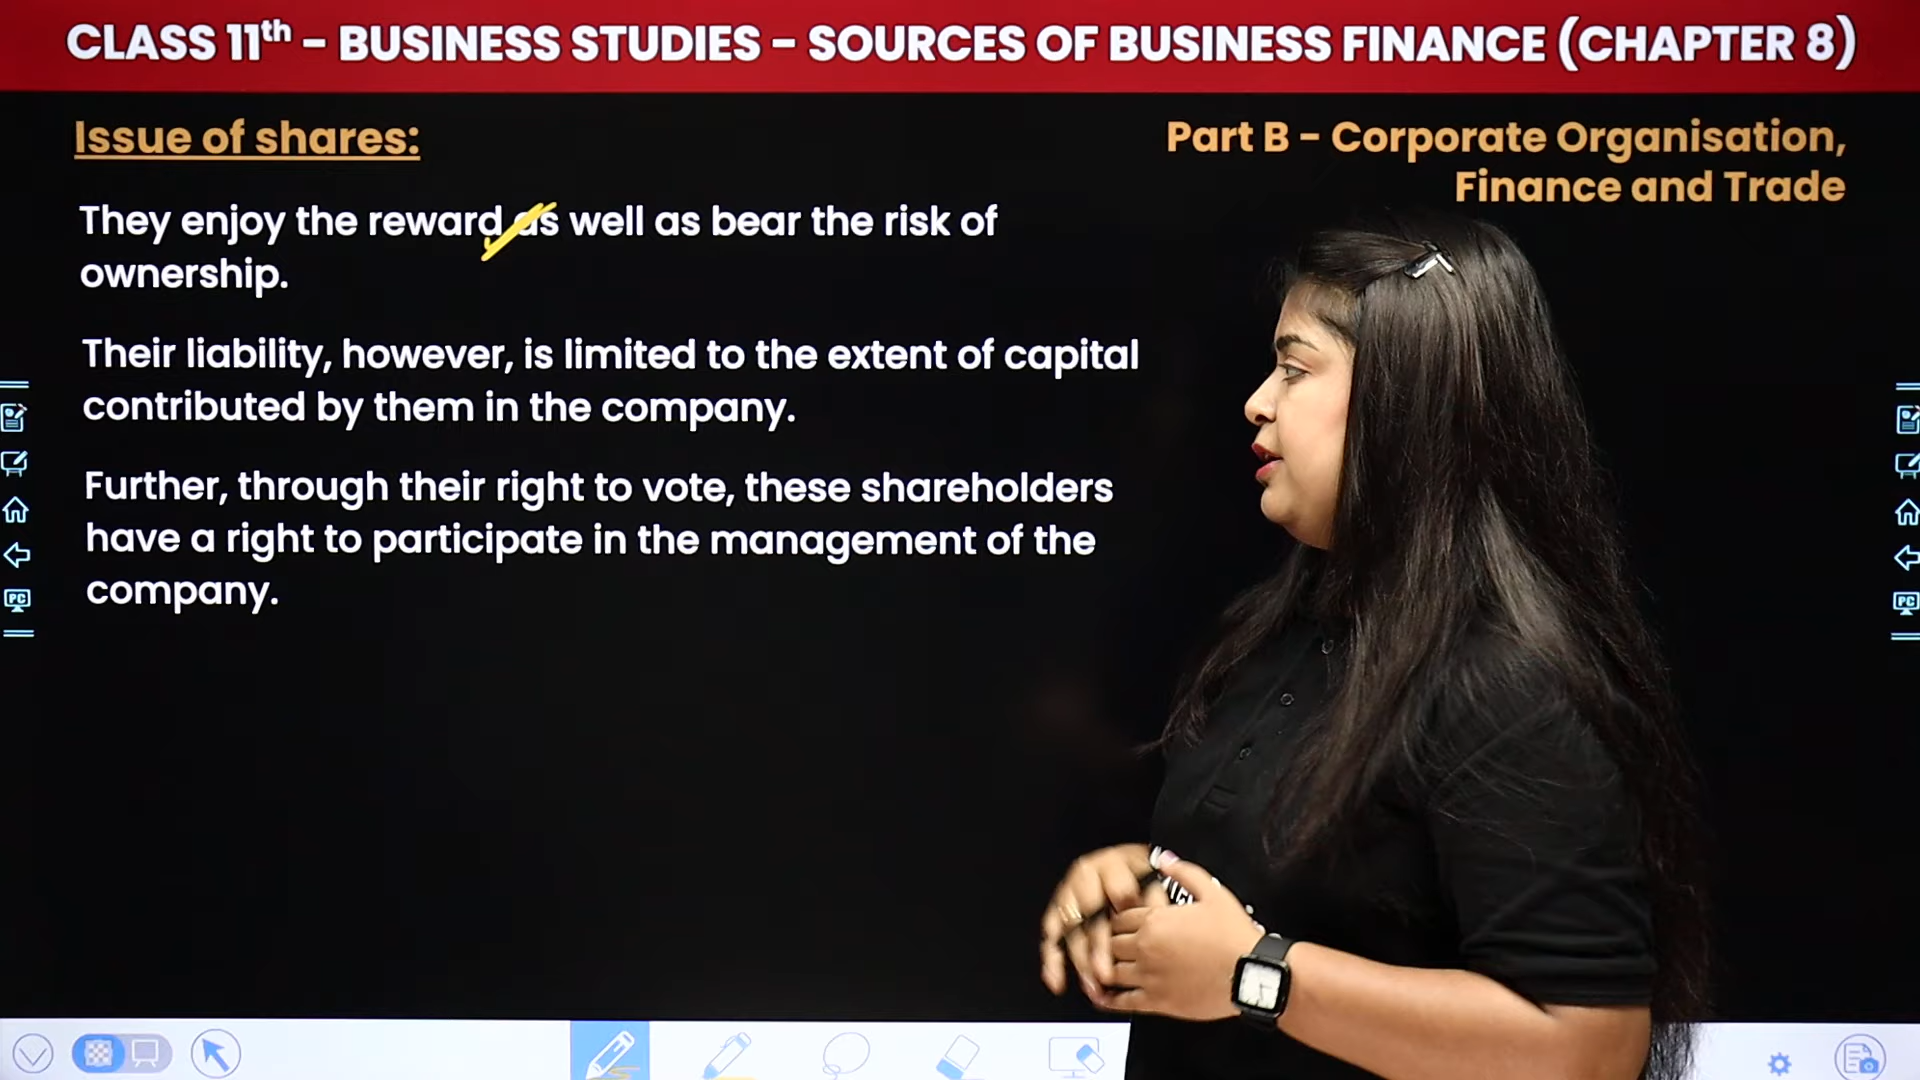 CLASS 11th - BUSINESS STUDIES - SOURCES OF BUSINESS FINANCE (CHAPTER 8)
Issue of shares:
Part B - Corporate Organisation,
Finance and Trade
They enjoy the reward as well as bear the risk of
ownership.
Their liability, however, is limited to the extent of capital
contributed by them in the company.
Further, through their right to vote, these shareholders
have a right to participate in the management of the
company.
PC
PC